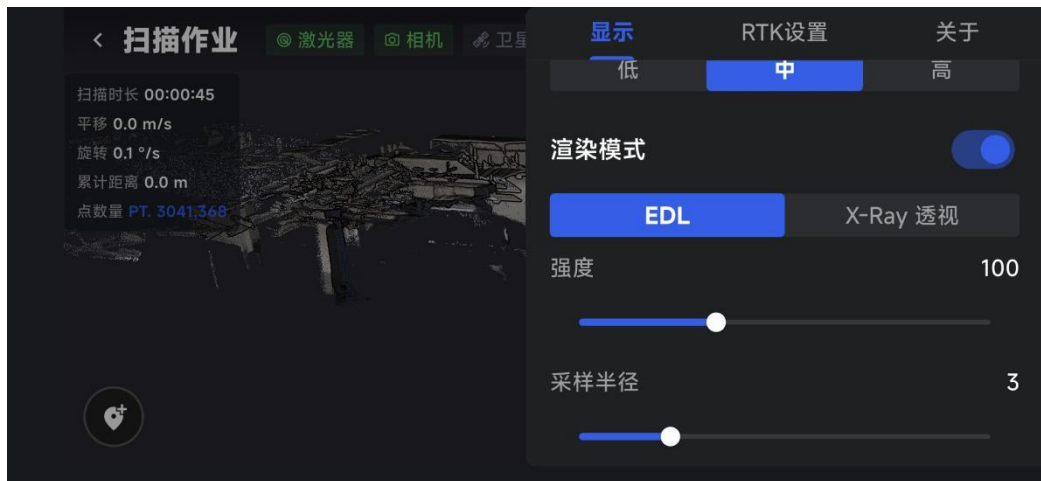 扫描作业 激光器 相机 卫星
显示 RTK设置 关于
低 中 高
扫描时长 00:00:45
平移 0.0 m/s
旋转 0.1 °/s
累计距离 0.0 m
点数量 PT. 3041,368
渲染模式
EDL X-Ray 透视
强度 100
采样半径 3